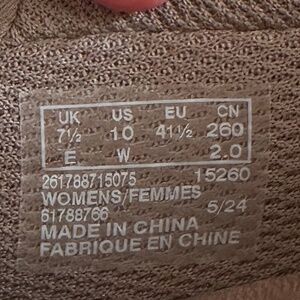 UK US EU CN
7½ 10 41½ 260
E W 2.0
261788715075 15260
WOMENS/FEMMES
61788766 5/24
MADE IN CHINA
FABRIQUE EN CHINE